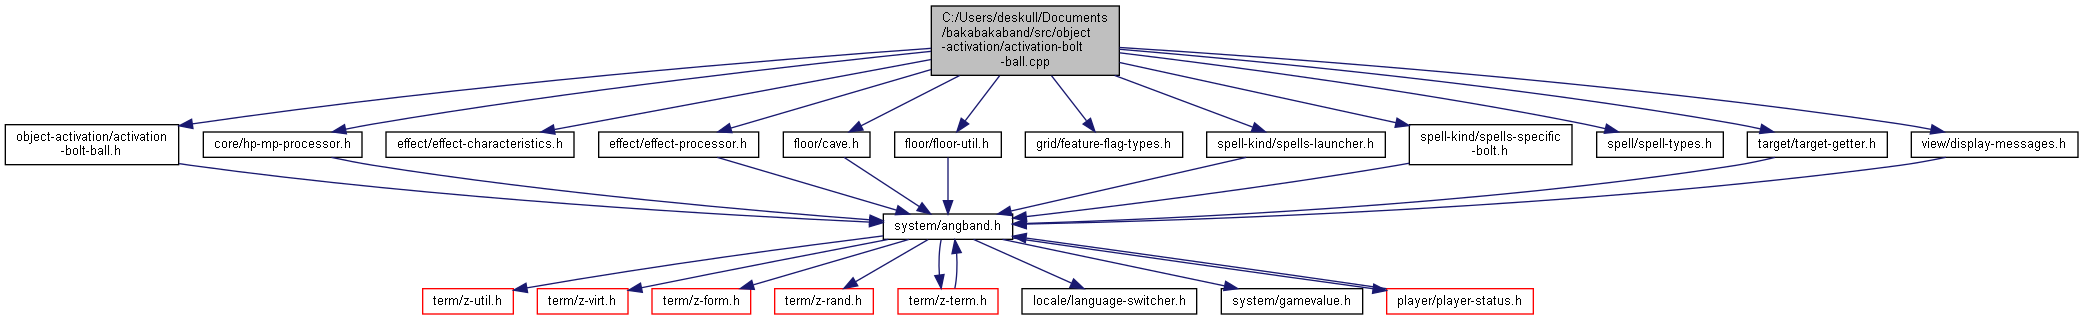 C:/Users/deskull/Documents
/bakabakaband/src/object
-activation/activation-bolt
-ball.cpp
object-activation/activation
-bolt-ball.h
core/hp-mp-processor.h
effect/effect-characteristics.h
effect/effect-processor.h
floor/cave.h
floor/floor-util.h
grid/feature-flag-types.h
spell-kind/spells-launcher.h
spell-kind/spells-specific
-bolt.h
spell/spell-types.h
target/target-getter.h
view/display-messages.h
system/angband.h
term/z-util.h
term/z-virt.h
term/z-form.h
term/z-rand.h
term/z-term.h
locale/language-switcher.h
system/gamevalue.h
player/player-status.h